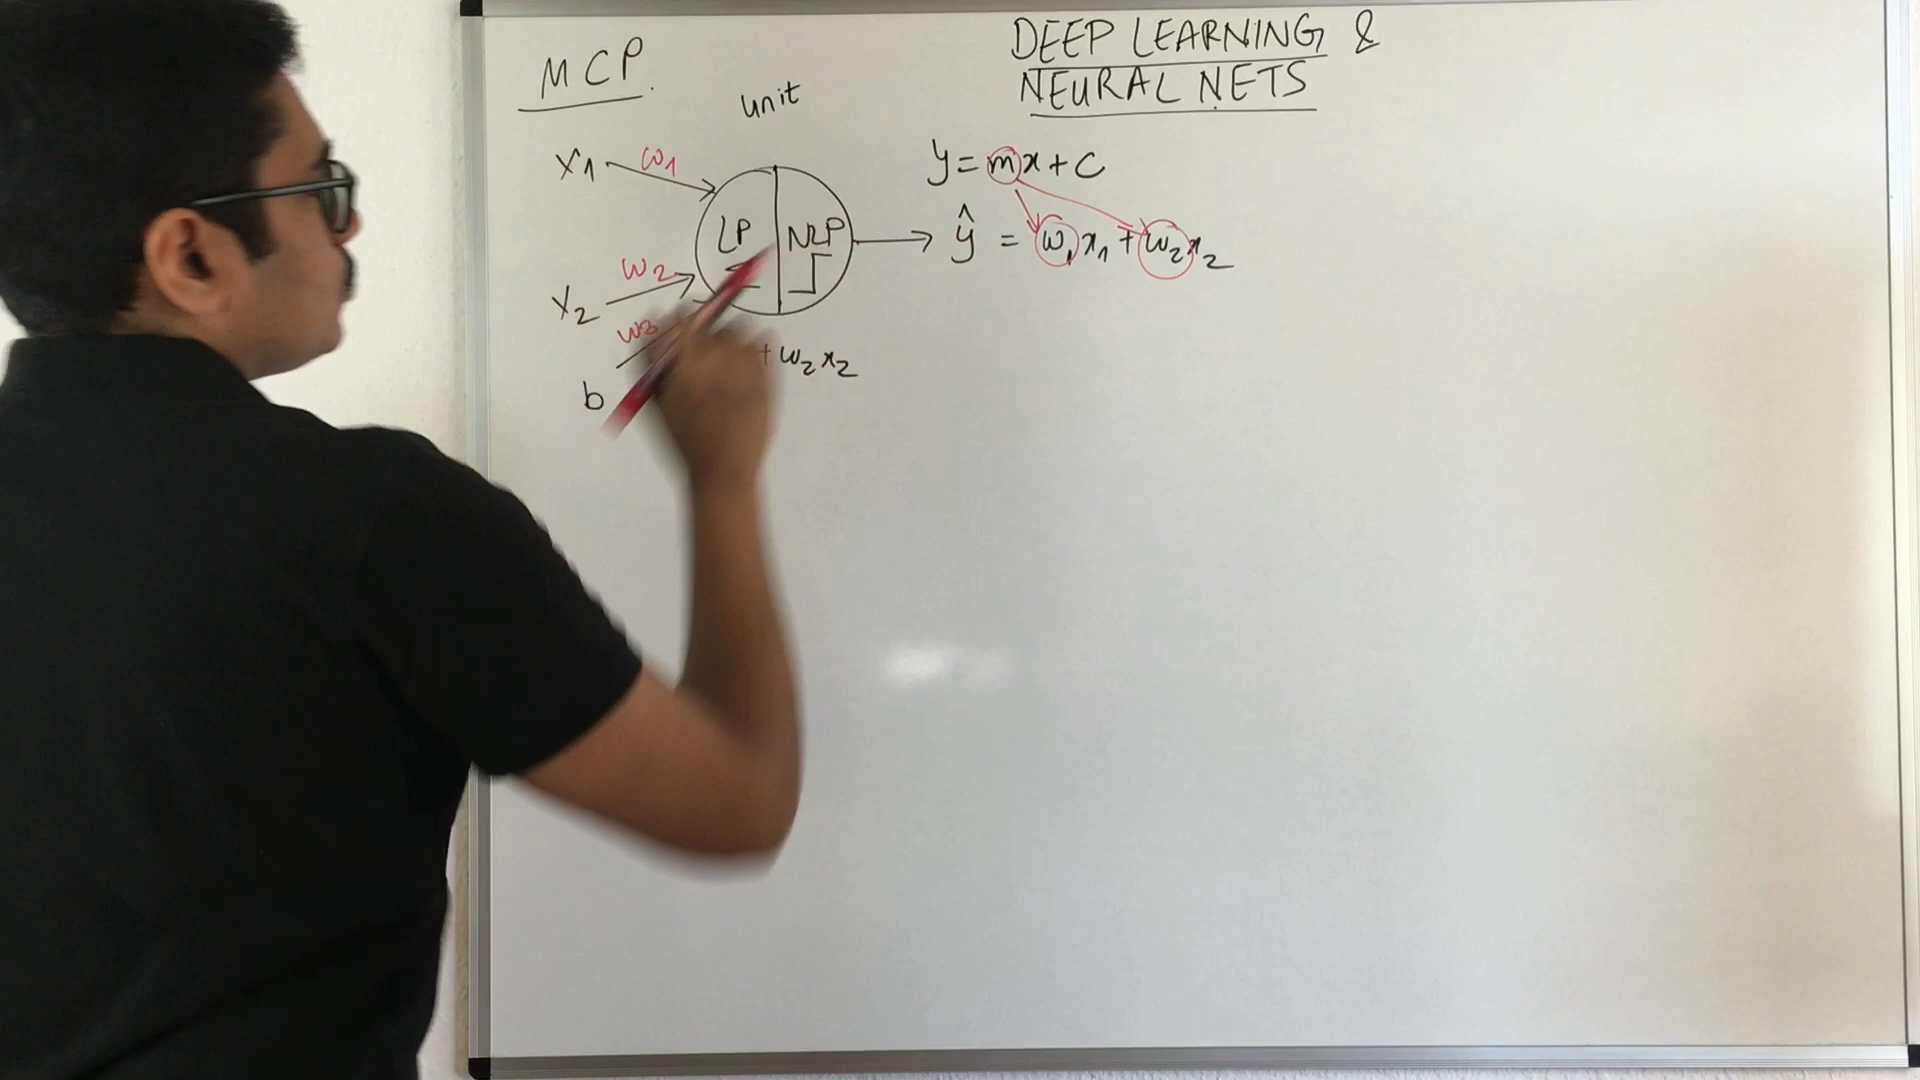 MCP.
DEEP LEARNING &
NEURAL NETS
unit
x1 w1
y = mx + c
LP NLP
ŷ = w1x1 + w2x2
x2 w2
w3
+ w2x2
b